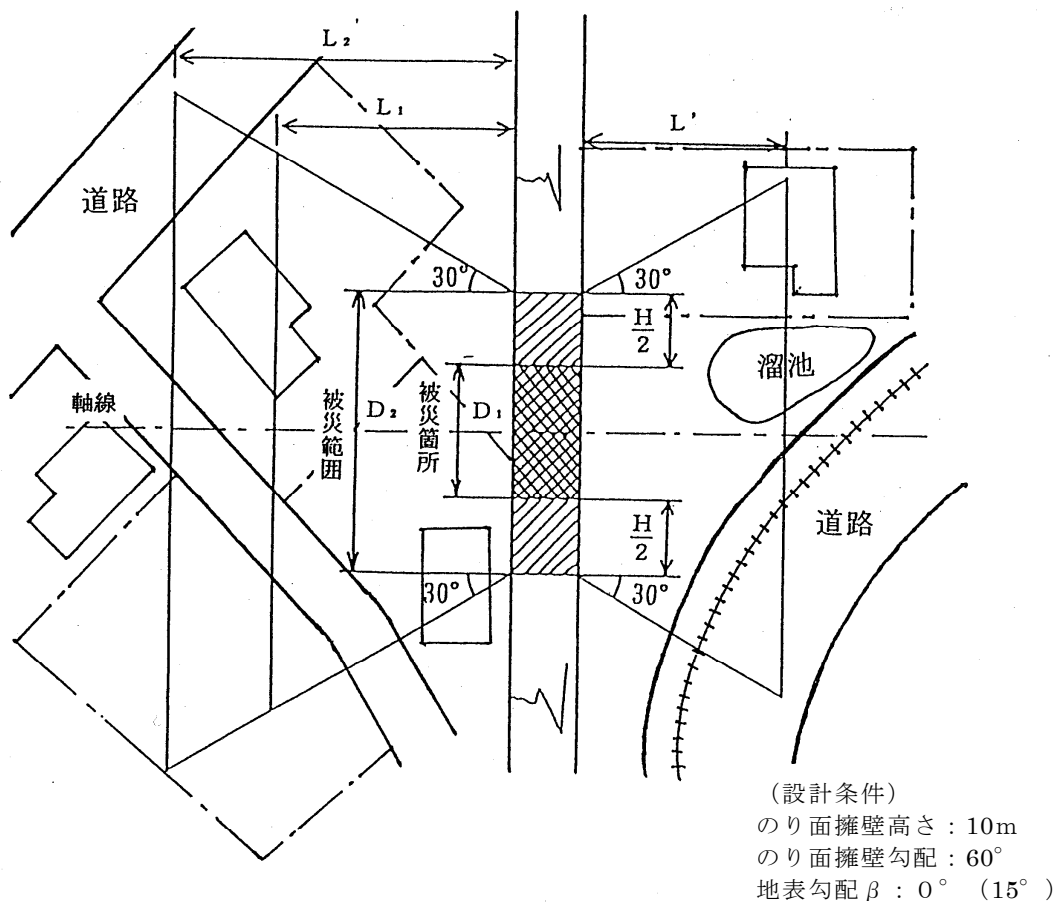 L₂'
L₁
L'
道路
30°
30°
H/2
溜池
軸線
被災範囲
D₂
被災箇所
D₁
道路
H/2
30°
30°
(設計条件)
のり面擁壁高さ：10m
のり面擁壁勾配：60°
地表勾配β：0° (15°)